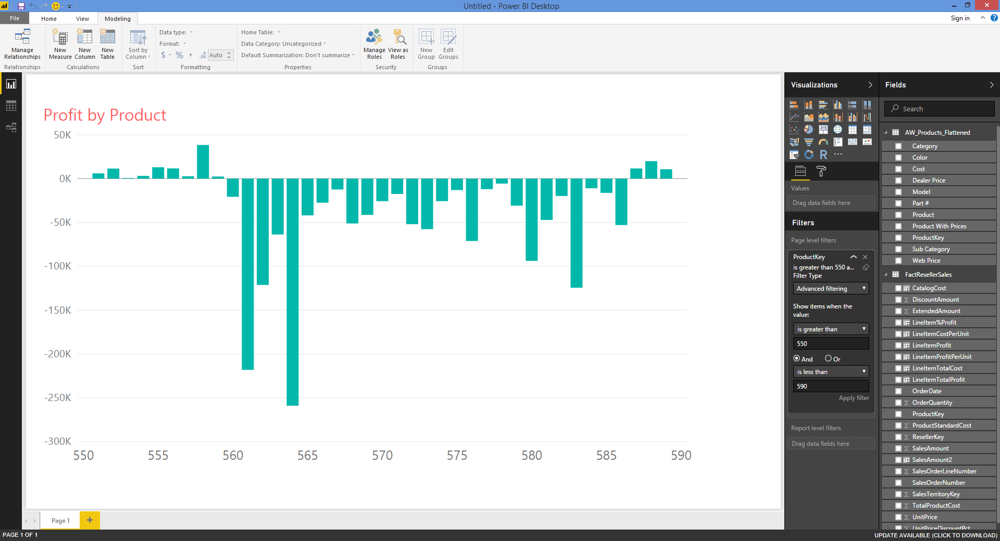 Untitled - Power BI Desktop
File Home View Modeling
Sign in
Manage Relationships
Relationships
New Measure
New Column
New Table
Calculations
Sort by Column
Sort
Data type:
Format:
$ % , .00 Auto
Formatting
Home Table:
Data Category: Uncategorized
Default Summarization: Don't summarize
Properties
Manage Roles
View as Roles
Security
New Group
Edit Groups
Groups
Profit by Product
50K
0K
-50K
-100K
-150K
-200K
-250K
-300K
550 555 560 565 570 575 580 585 590
Visualizations
123
R ...
Values
Drag data fields here
Filters
Page level filters
ProductKey
is greater than 550 a...
Filter Type
Advanced filtering
Show items when the
value:
is greater than
550
And Or
is less than
590
Apply filter
Report level filters
Drag data fields here
Fields
Search
AW_Products_Flattened
Category
Color
Cost
Dealer Price
Model
Part #
Product
Product With Prices
ProductKey
Sub Category
Web Price
FactResellerSales
CatalogCost
Σ DiscountAmount
Σ ExtendedAmount
LineItem%Profit
LineItemCostPerUnit
LineItemProfit
LineItemProfitPerUnit
LineItemTotalCost
LineItemTotalProfit
OrderDate
Σ OrderQuantity
ProductKey
Σ ProductStandardCost
Σ ResellerKey
Σ SalesAmount
SalesAmount2
Σ SalesOrderLineNumber
SalesOrderNumber
Σ SalesTerritoryKey
Σ TotalProductCost
Σ UnitPrice
Σ UnitPriceDiscountPct
Page 1 +
PAGE 1 OF 1
UPDATE AVAILABLE (CLICK TO DOWNLOAD)